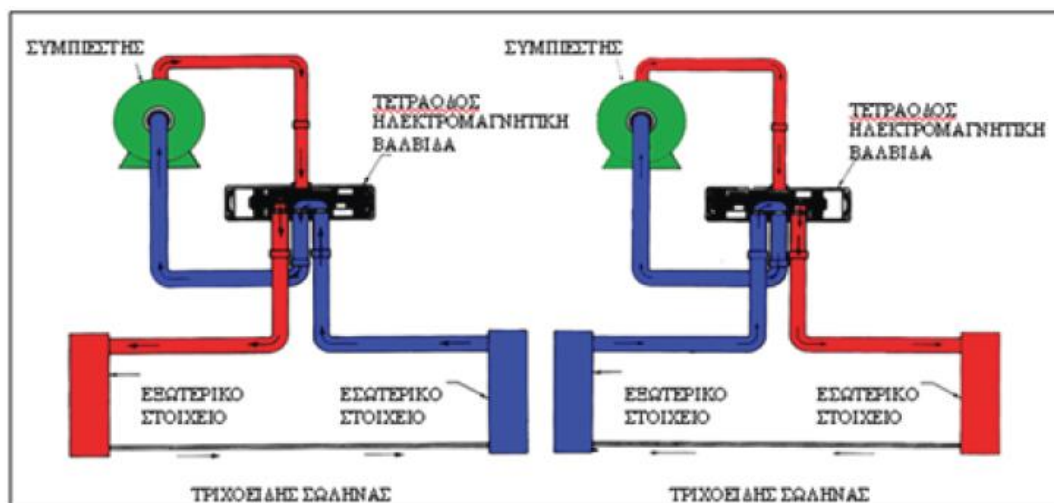 ΣΥΜΠΙΕΣΤΗΣ
ΤΕΤΡΑΟΔΟΣ
ΗΛΕΚΤΡΟΜΑΓΝΗΤΙΚΗ
ΒΑΛΒΙΔΑ
ΕΞΩΤΕΡΙΚΟ
ΣΤΟΙΧΕΙΟ
ΕΣΩΤΕΡΙΚΟ
ΣΤΟΙΧΕΙΟ
ΤΡΙΧΟΕΙΔΗΣ ΣΩΛΗΝΑΣ
ΣΥΜΠΙΕΣΤΗΣ
ΤΕΤΡΑΟΔΟΣ
ΗΛΕΚΤΡΟΜΑΓΝΗΤΙΚΗ
ΒΑΛΒΙΔΑ
ΕΞΩΤΕΡΙΚΟ
ΣΤΟΙΧΕΙΟ
ΕΣΩΤΕΡΙΚΟ
ΣΤΟΙΧΕΙΟ
ΤΡΙΧΟΕΙΔΗΣ ΣΩΛΗΝΑΣ